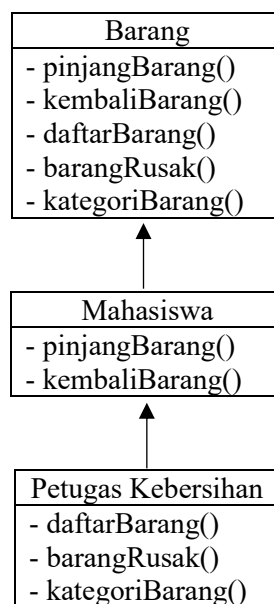 Barang
- pinjangBarang()
- kembaliBarang()
- daftarBarang()
- barangRusak()
- kategoriBarang()
Mahasiswa
- pinjangBarang()
- kembaliBarang()
Petugas Kebersihan
- daftarBarang()
- barangRusak()
- kategoriBarang()